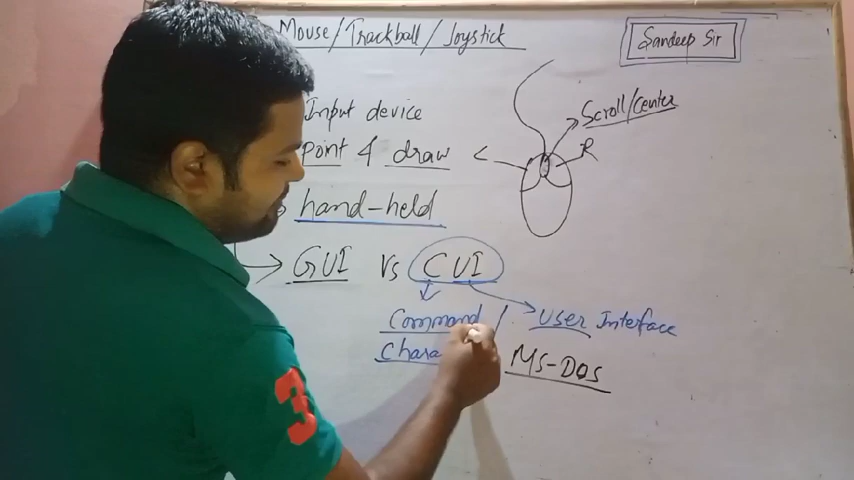 Mouse/Trackball/Joystick
Sandeep Sir
Input device
Scroll/Center
Point & draw
L
R
hand-held
GUI Vs CUI
Command / User Interface
Chara
MS-DOS
3